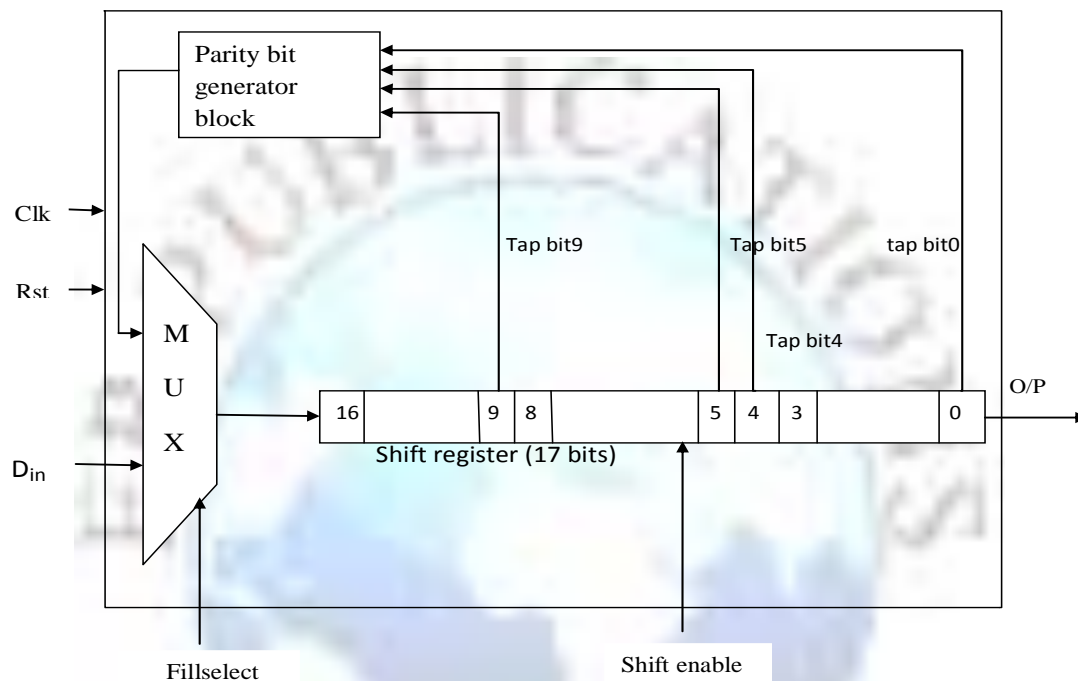 Parity bit
generator
block
Clk
Rst
Tap bit9
Tap bit5
tap bit0
Tap bit4
M
U
X
D in
16
9
8
5
4
3
0
O/P
Shift register (17 bits)
Fillselect
Shift enable